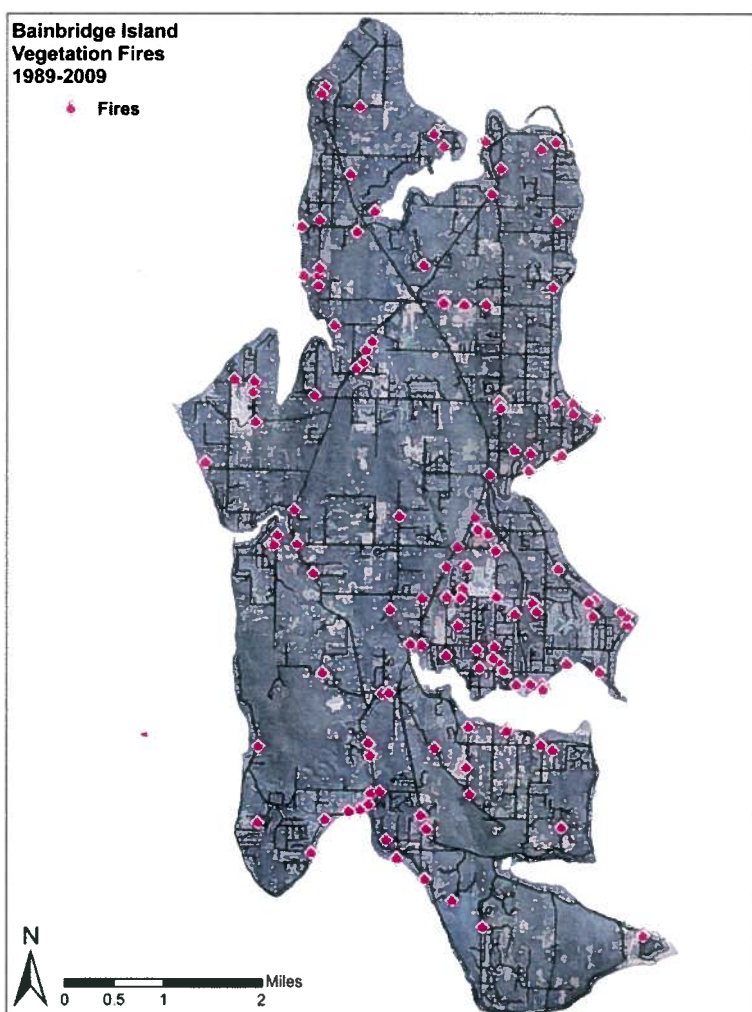 Bainbridge Island
Vegetation Fires
1989-2009
Fires
N
Miles
0 0.5 1 2